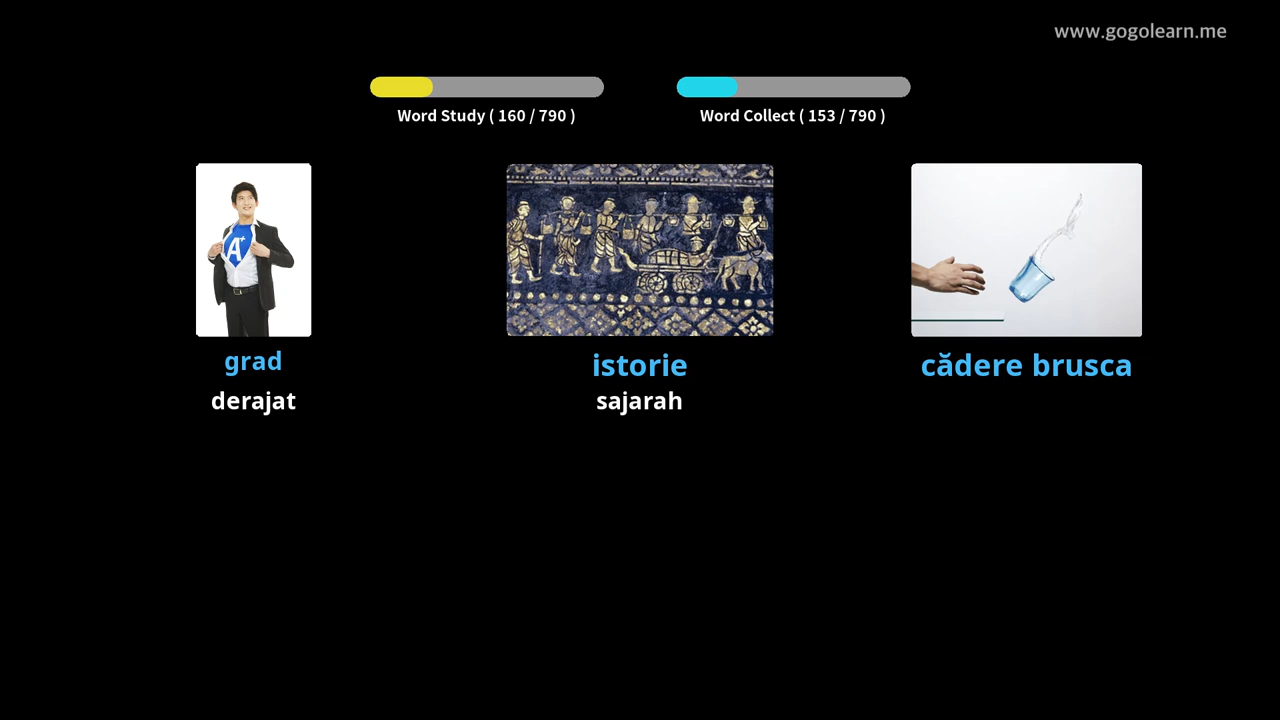 www.gogolearn.me
Word Study ( 160 / 790 )
Word Collect ( 153 / 790 )
A+
grad
istorie
cădere brusca
derajat
sajarah